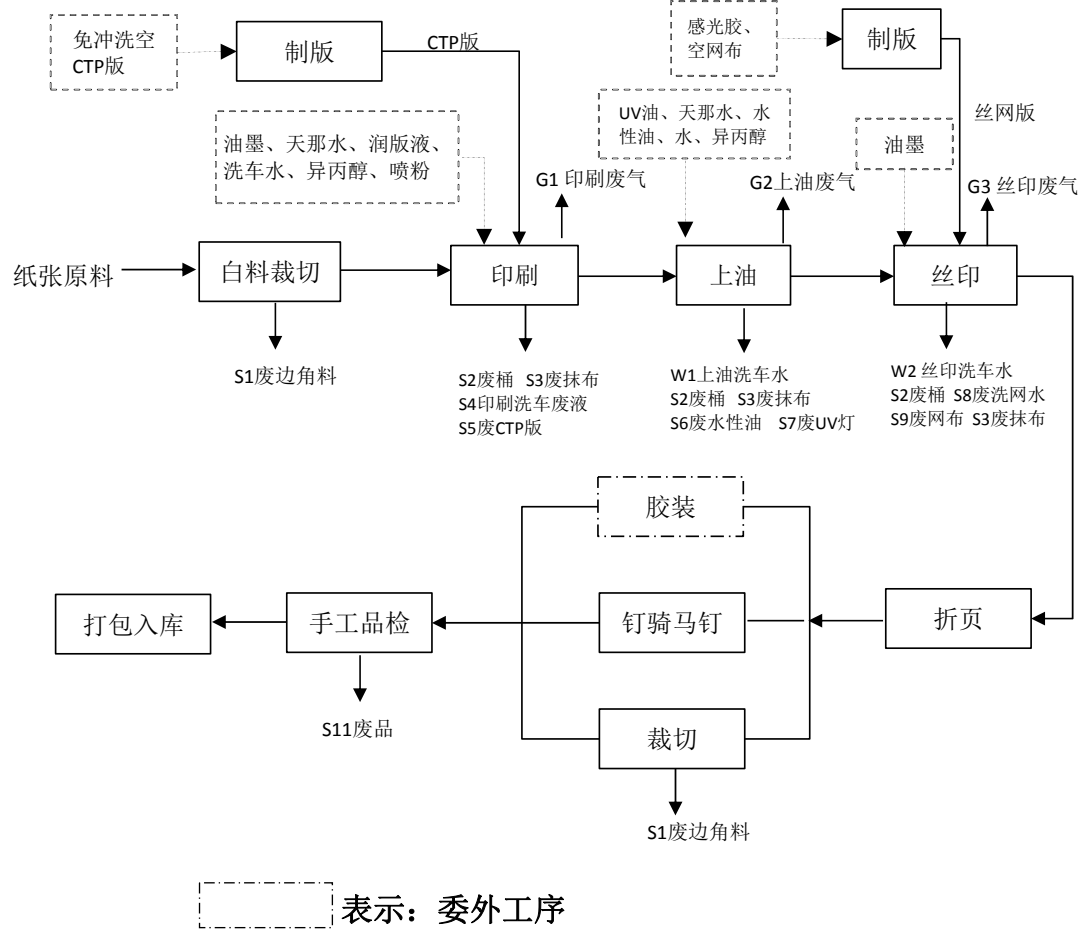 免冲洗空
CTP版
制版
CTP版
感光胶、
空网布
制版
丝网版
油墨、天那水、润版液、
洗车水、异丙醇、喷粉
UV油、天那水、水
性油、水、异丙醇
油墨
G1 印刷废气
G2上油废气
G3 丝印废气
纸张原料
白料裁切
印刷
上油
丝印
S1废边角料
S2废桶 S3废抹布
S4印刷洗车废液
S5废CTP版
W1上油洗车水
S2废桶 S3废抹布
S6废水性油 S7废UV灯
W2 丝印洗车水
S2废桶 S8废洗网水
S9废网布 S3废抹布
胶装
打包入库
手工品检
钉骑马钉
折页
S11废品
裁切
S1废边角料
表示：委外工序